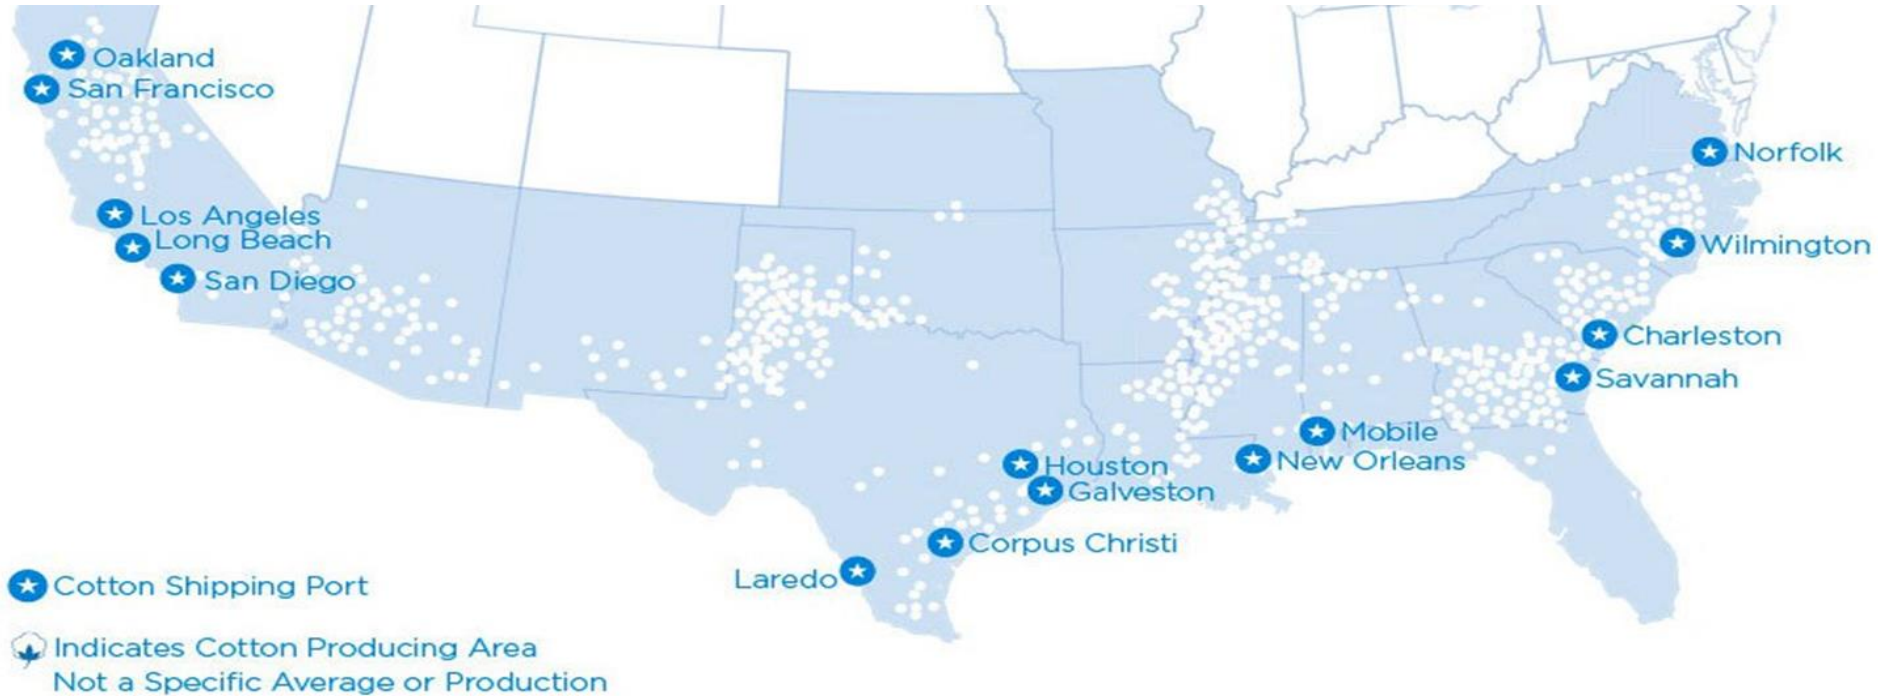 Oakland
San Francisco
Norfolk
Los Angeles
Long Beach
Wilmington
San Diego
Charleston
Savannah
Mobile
New Orleans
Houston
Galveston
Corpus Christi
Laredo
Cotton Shipping Port
Indicates Cotton Producing Area
Not a Specific Average or Production